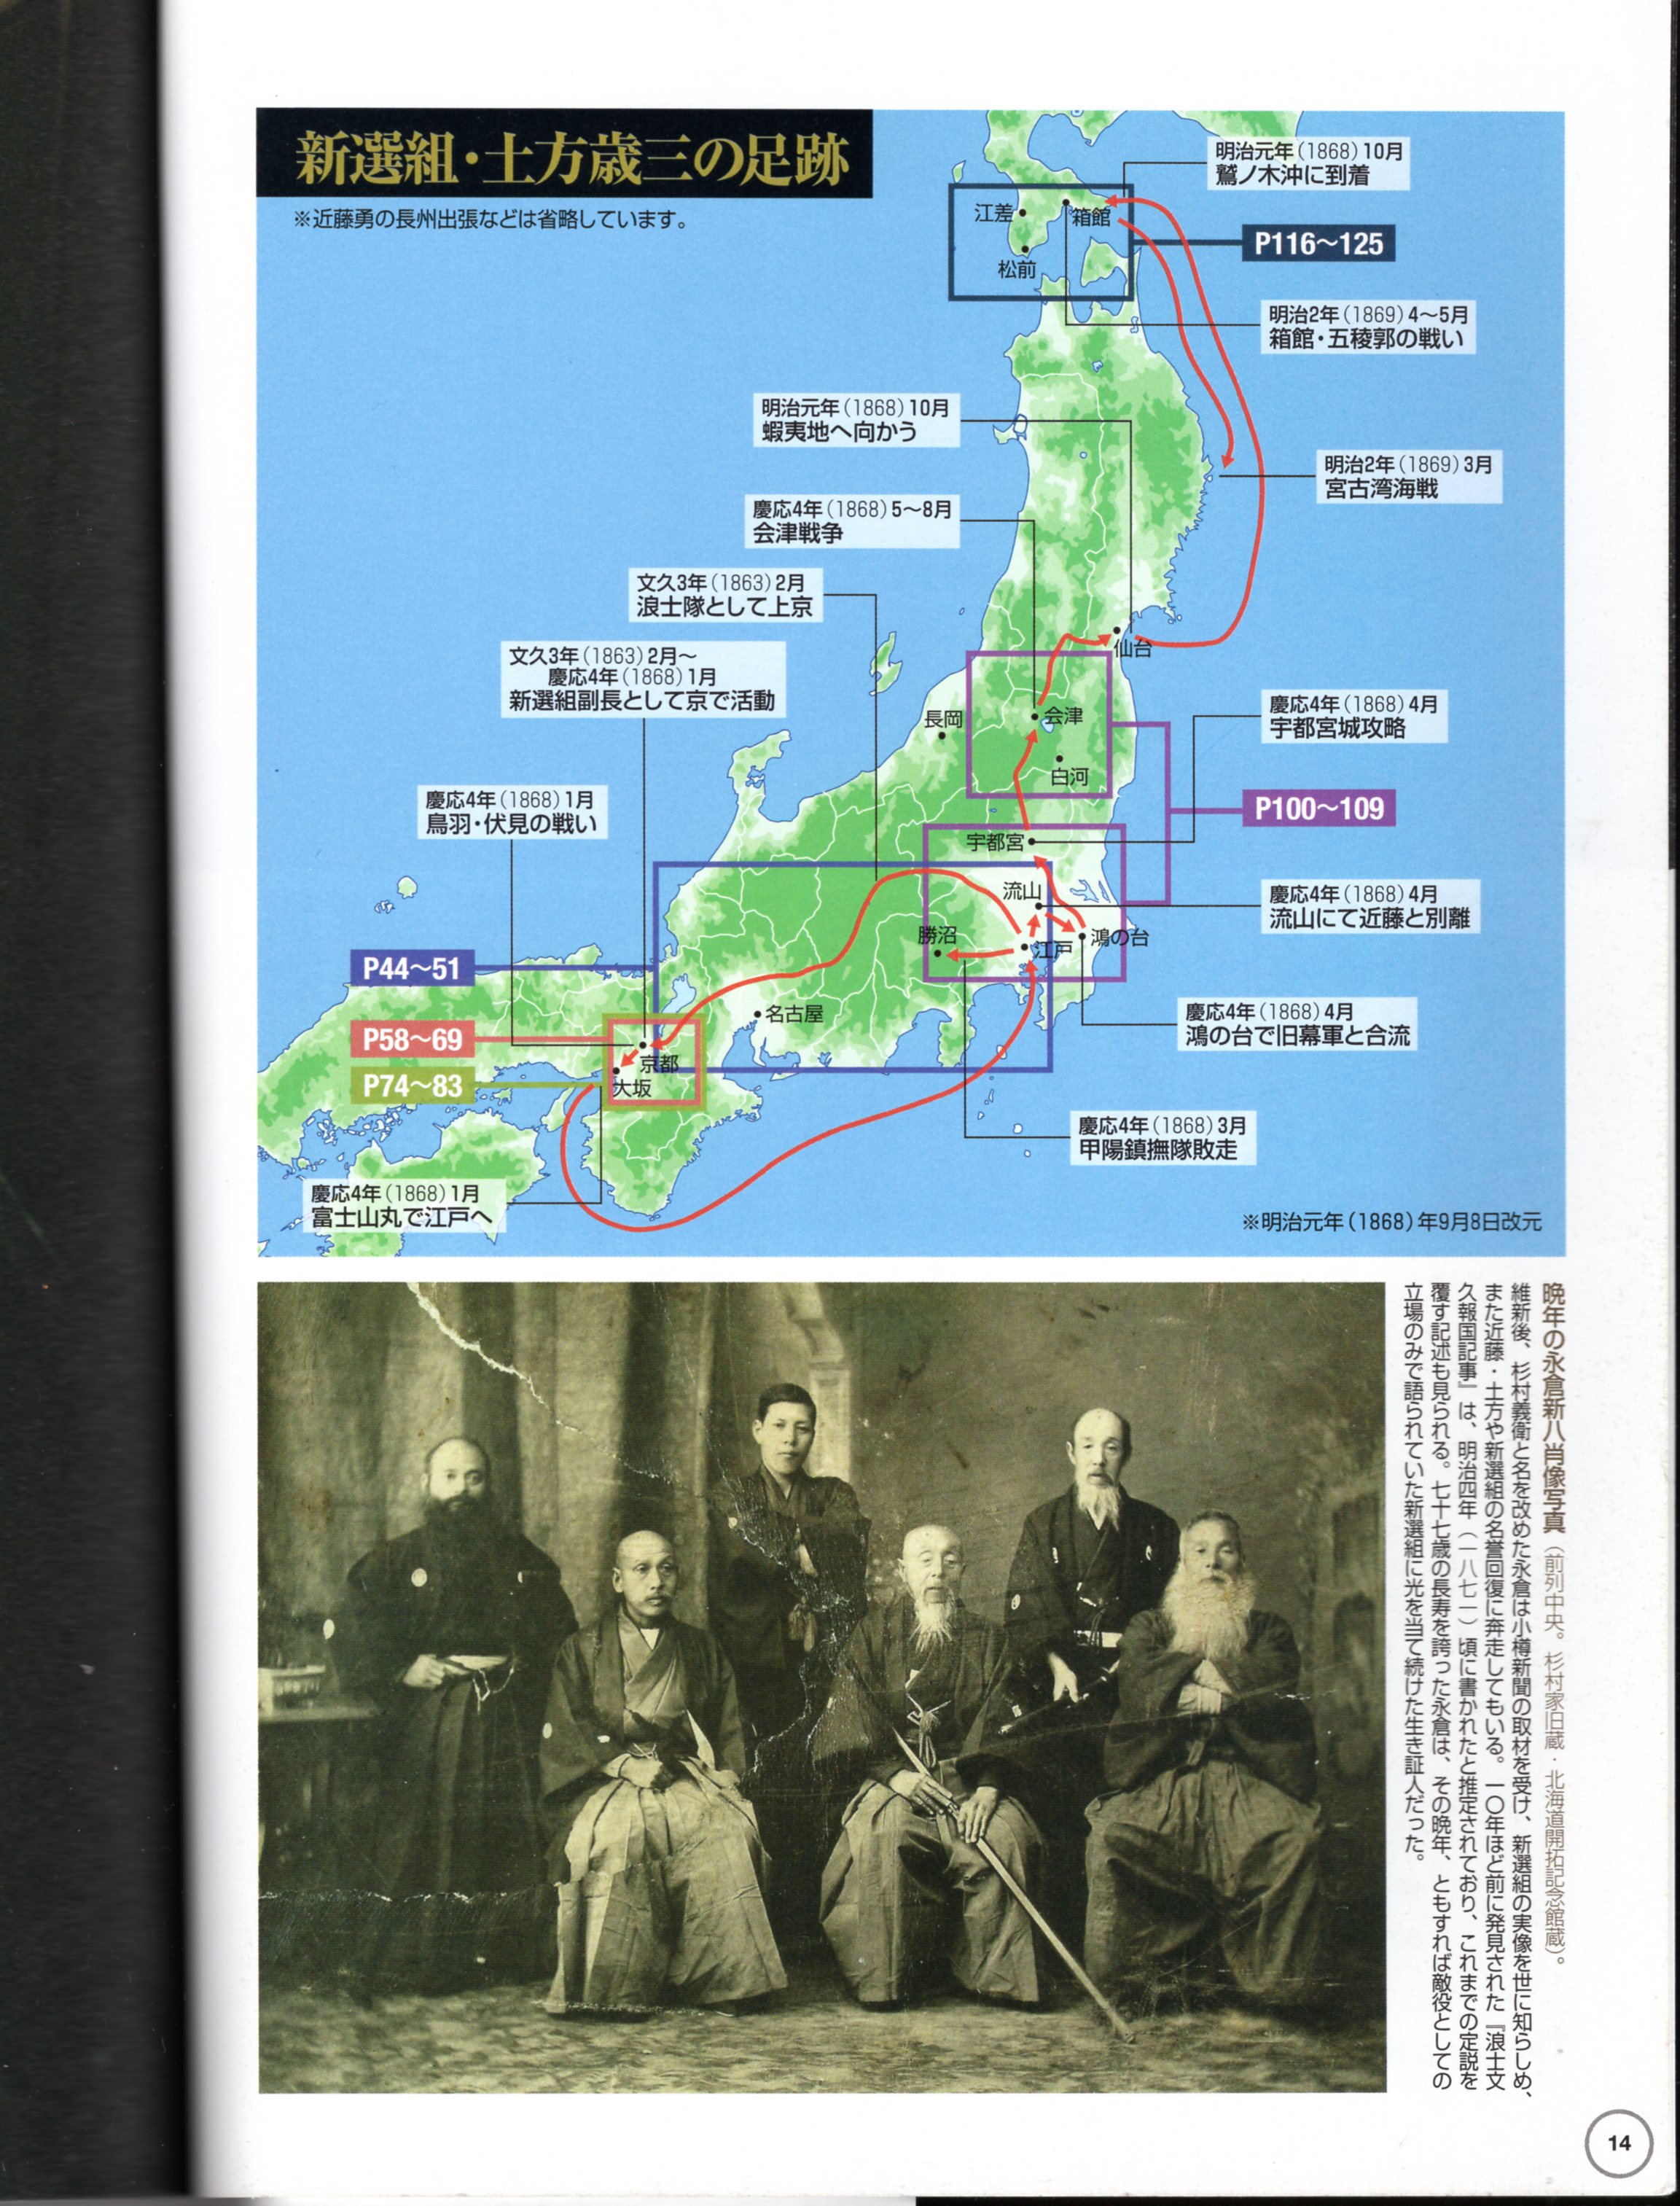 新選組・土方歳三の足跡
※近藤勇の長州出張などは省略しています。
明治元年(1868)10月
鷲ノ木沖に到着
江差
箱館
松前
P116〜125
明治2年(1869)4〜5月
箱館・五稜郭の戦い
明治元年(1868)10月
蝦夷地へ向かう
明治2年(1869)3月
宮古湾海戦
慶応4年(1868)5〜8月
会津戦争
文久3年(1863)2月
浪士隊として上京
仙台
文久3年(1863)2月〜
慶応4年(1868)1月
新選組副長として京で活動
長岡
会津
白河
慶応4年(1868)4月
宇都宮城攻略
慶応4年(1868)1月
鳥羽・伏見の戦い
P100〜109
宇都宮
流山
慶応4年(1868)4月
流山にて近藤と別離
勝沼
江戸
鴻の台
P44〜51
名古屋
慶応4年(1868)4月
鴻の台で旧幕軍と合流
P58〜69
京都
P74〜83
大坂
慶応4年(1868)3月
甲陽鎮撫隊敗走
慶応4年(1868)1月
富士山丸で江戸へ
※明治元年(1868)年9月8日改元
晩年の永倉新八肖像写真(前列中央。杉村家旧蔵・北海道開拓記念館蔵)。
維新後、杉村義衛と名を改めた永倉は小樽新聞の取材を受け、新選組の実像を世に知らしめ、
また近藤・土方や新選組の名誉回復に奔走してもいる。一〇年ほど前に発見された『浪士文
久報国記事』は、明治四年(一八七一)頃に書かれたと推定されており、これまでの定説を
覆す記述も見られる。七十七歳の長寿を誇った永倉は、その晩年、ともすれば敵役としての
立場のみで語られていた新選組に光を当て続けた生き証人だった。
14